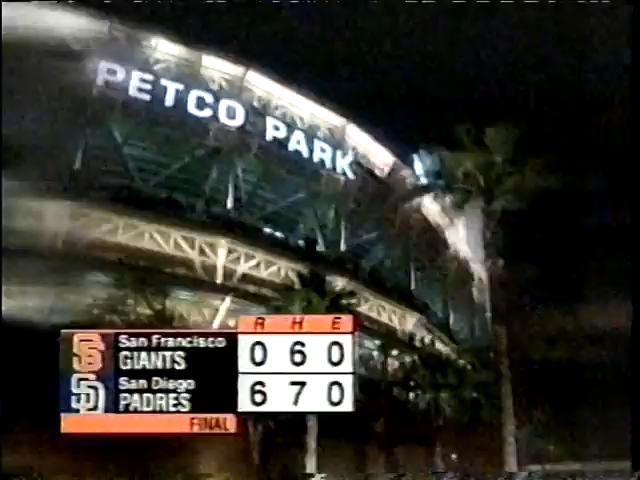 PETCO PARK
R H E
San Francisco
GIANTS 0 6 0
San Diego
PADRES 6 7 0
FINAL